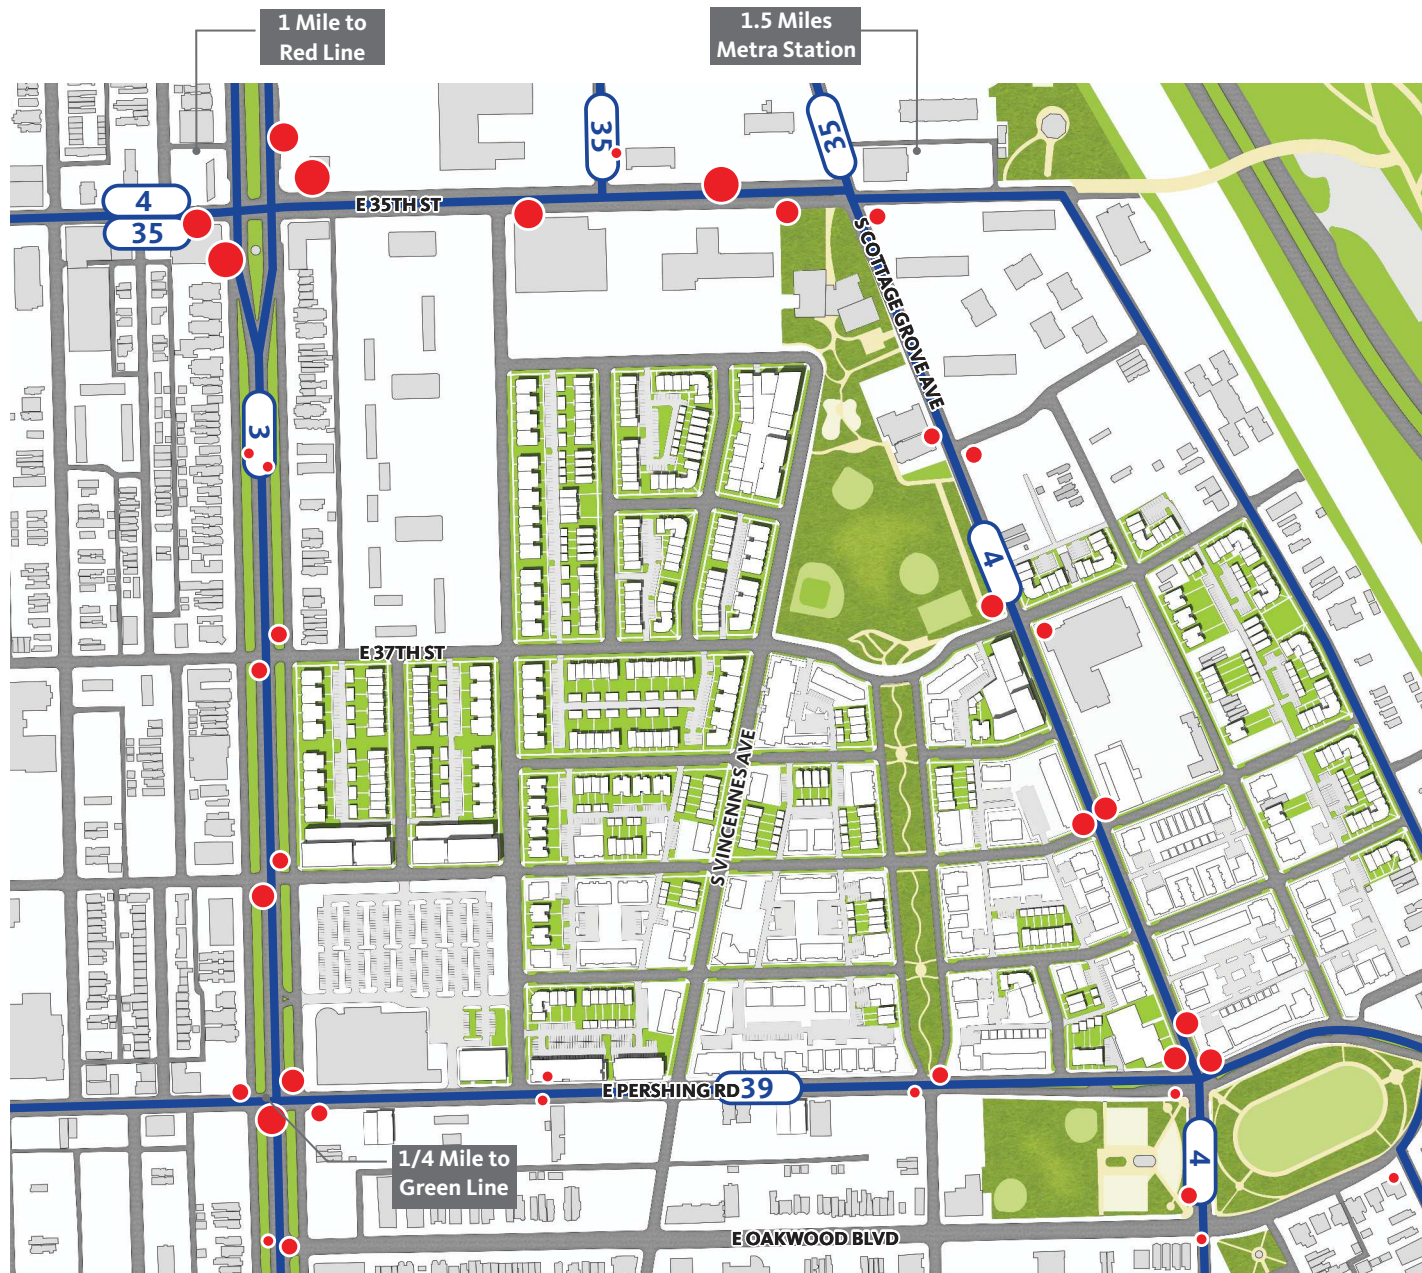 1 Mile to
Red Line
1.5 Miles
Metra Station
35
35
4
35
E 35TH ST
S COTTAGE GROVE AVE
3
4
E 37TH ST
S VINCENNES AVE
E PERSHING RD
39
1/4 Mile to
Green Line
4
E OAKWOOD BLVD